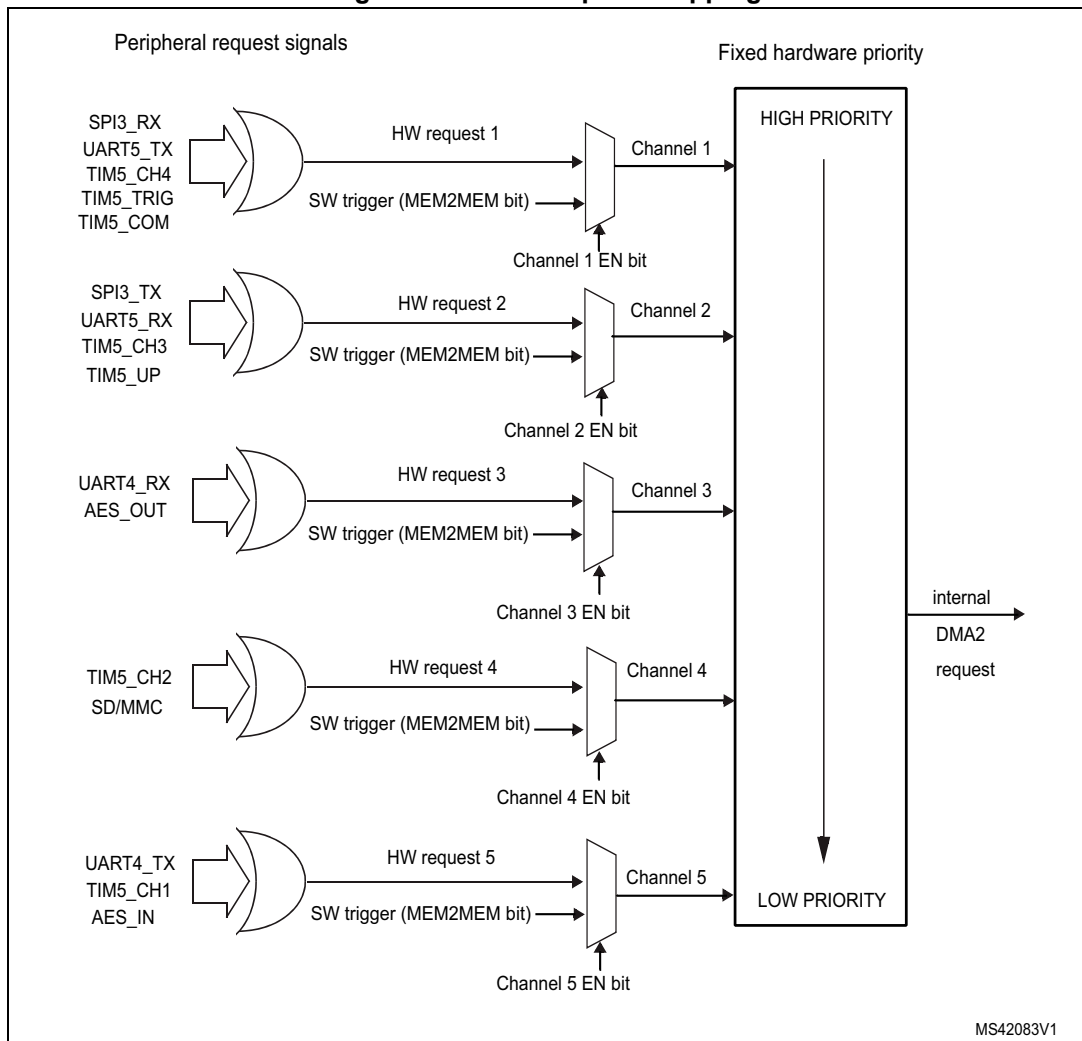 Peripheral request signals
Fixed hardware priority
HIGH PRIORITY
SPI3_RX
UART5_TX
TIM5_CH4
TIM5_TRIG
TIM5_COM
HW request 1
SW trigger (MEM2MEM bit)
Channel 1
Channel 1 EN bit
SPI3_TX
UART5_RX
TIM5_CH3
TIM5_UP
HW request 2
SW trigger (MEM2MEM bit)
Channel 2
Channel 2 EN bit
UART4_RX
AES_OUT
HW request 3
SW trigger (MEM2MEM bit)
Channel 3
Channel 3 EN bit
internal
DMA2
request
TIM5_CH2
SD/MMC
HW request 4
SW trigger (MEM2MEM bit)
Channel 4
Channel 4 EN bit
UART4_TX
TIM5_CH1
AES_IN
HW request 5
SW trigger (MEM2MEM bit)
Channel 5
Channel 5 EN bit
LOW PRIORITY
MS42083V1